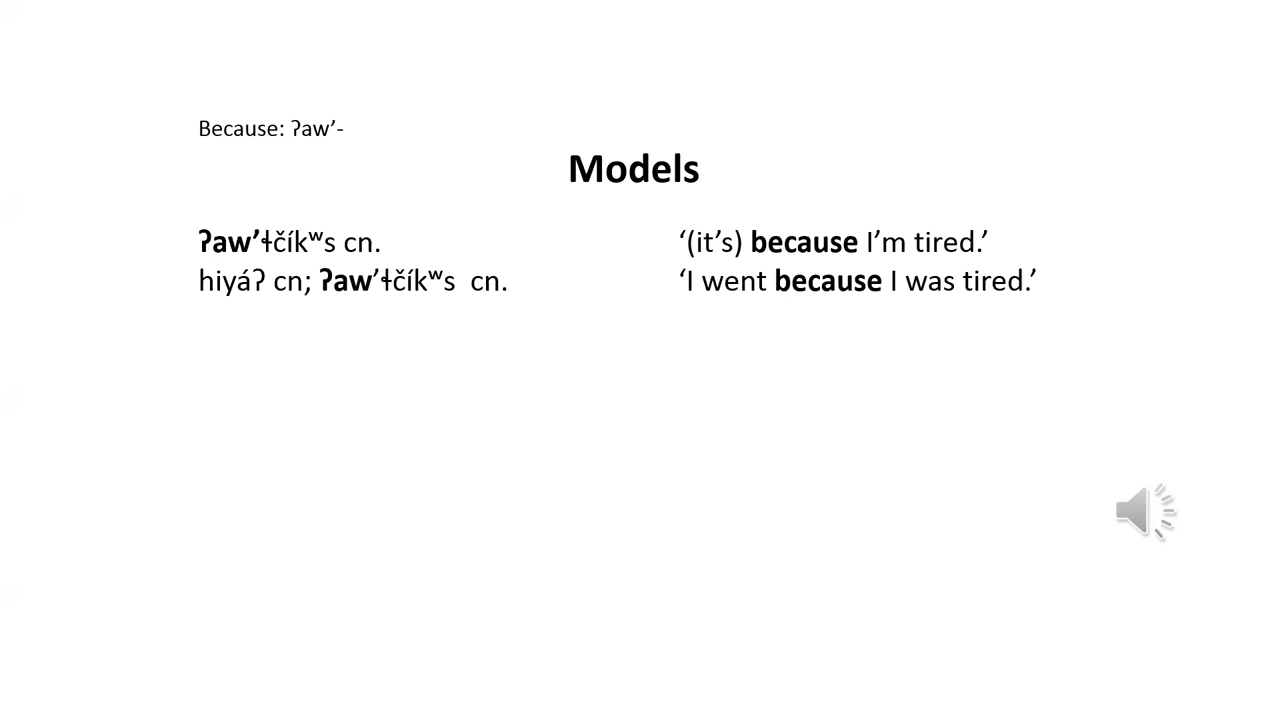 Because: ʔaw’-
Models
ʔaw’ɬčíkʷs cn. ‘(it’s) because I’m tired.’
hiyáʔ cn; ʔaw’ɬčíkʷs cn. ‘I went because I was tired.’